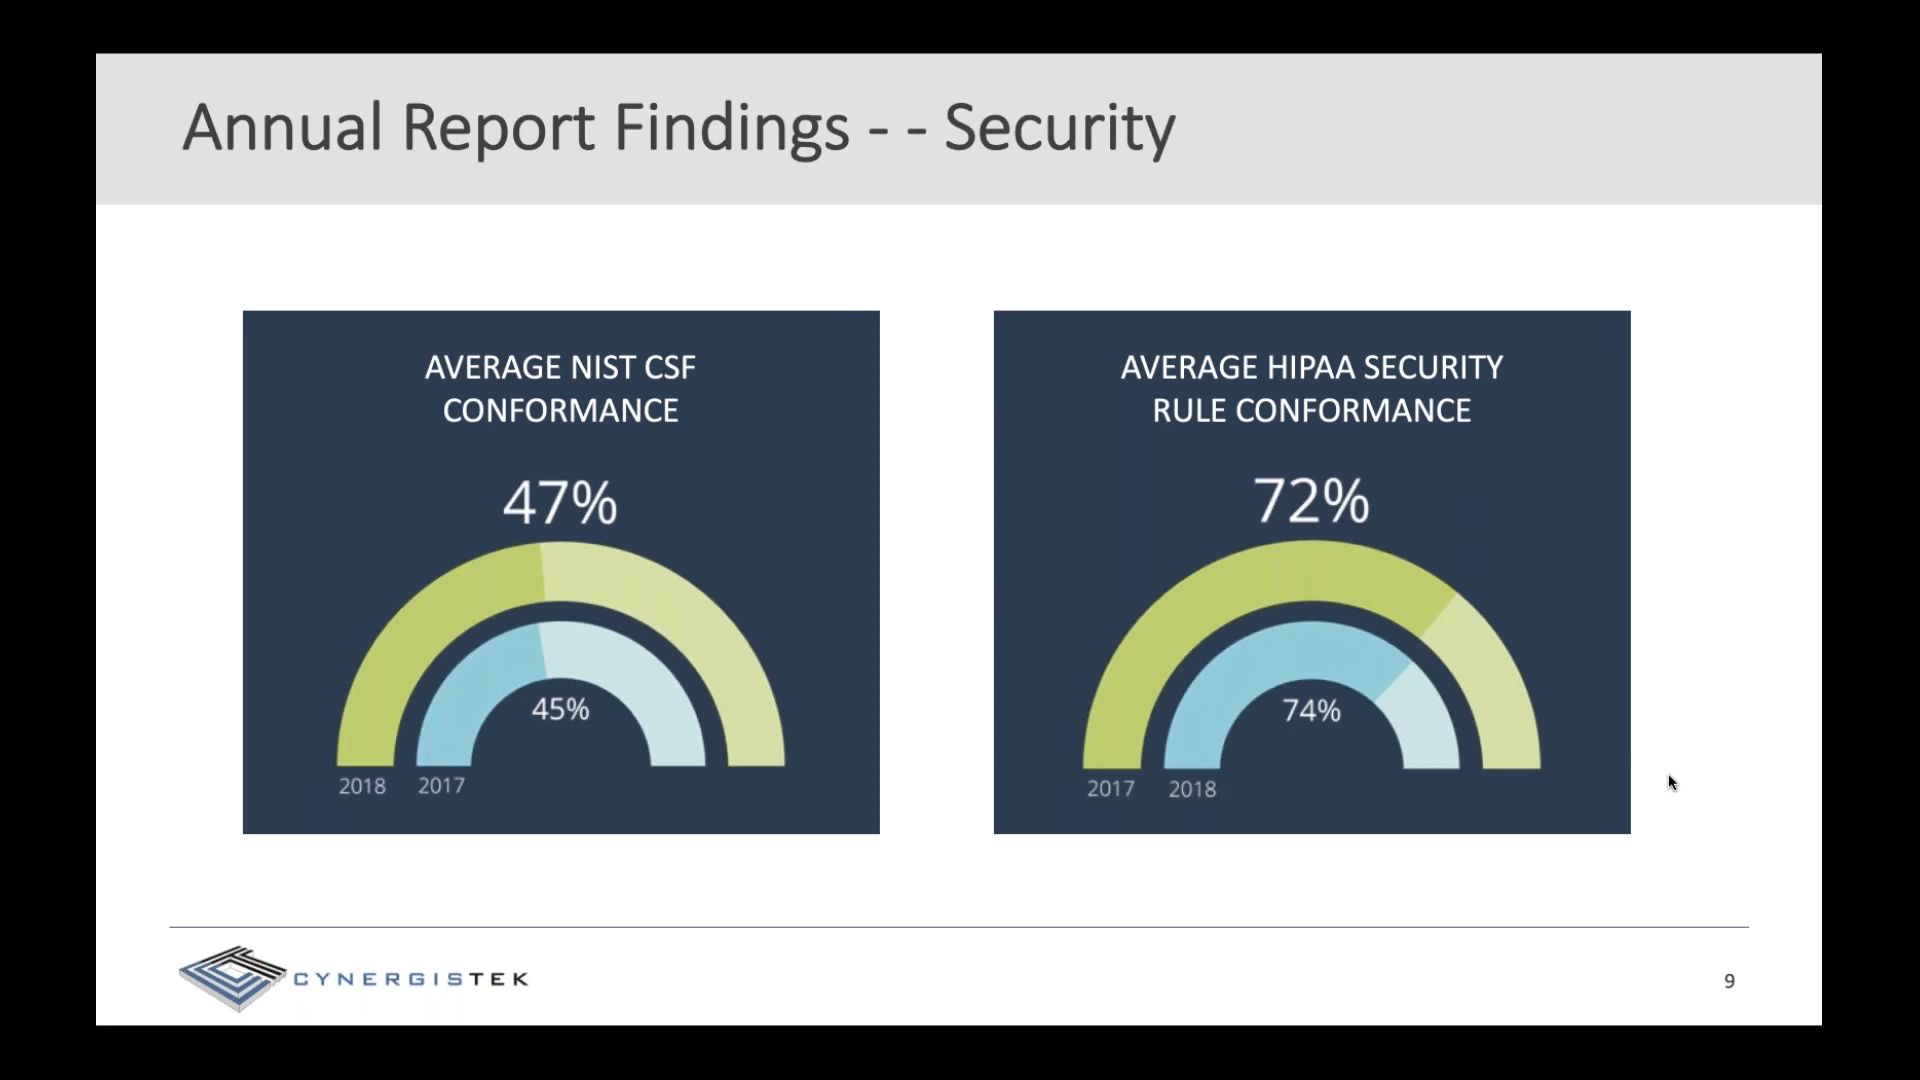 Annual Report Findings - - Security
AVERAGE NIST CSF
CONFORMANCE
47%
45%
2018 2017
AVERAGE HIPAA SECURITY
RULE CONFORMANCE
72%
74%
2017 2018
CYNERGISTEK
9